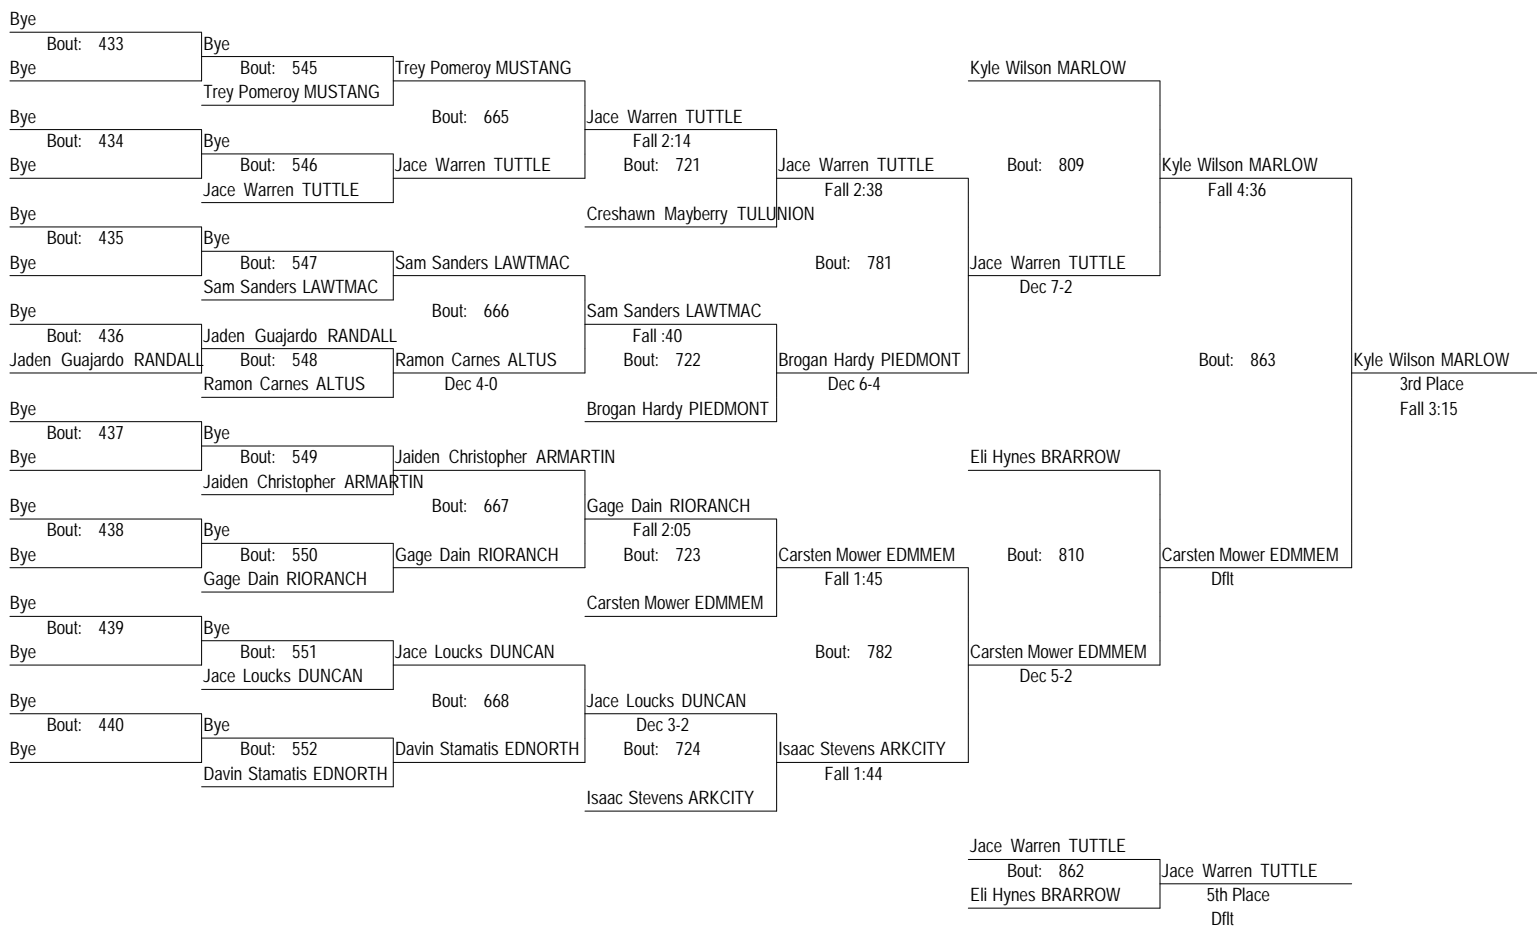 Bye
Bout: 433
Bye
Bye
Bout: 545
Trey Pomeroy MUSTANG
Trey Pomeroy MUSTANG
Bout: 665
Bye
Bout: 434
Bye
Bye
Bout: 546
Jace Warren TUTTLE
Jace Warren TUTTLE
Jace Warren TUTTLE
Fall 2:14
Bout: 721
Creshawn Mayberry TULUNION
Jace Warren TUTTLE
Fall 2:38
Bout: 781
Bye
Bout: 435
Bye
Bye
Bout: 547
Sam Sanders LAWTMAC
Sam Sanders LAWTMAC
Bout: 666
Bye
Bout: 436
Jaden Guajardo RANDALL
Jaden Guajardo RANDALL
Bout: 548
Ramon Carnes ALTUS
Ramon Carnes ALTUS
Dec 4-0
Sam Sanders LAWTMAC
Fall :40
Bout: 722
Brogan Hardy PIEDMONT
Brogan Hardy PIEDMONT
Dec 6-4
Kyle Wilson MARLOW
Bout: 809
Jace Warren TUTTLE
Dec 7-2
Kyle Wilson MARLOW
Fall 4:36
Bout: 863
Kyle Wilson MARLOW
3rd Place
Fall 3:15
Bye
Bout: 437
Bye
Bye
Bout: 549
Jaiden Christopher ARMARTIN
Jaiden Christopher ARMARTIN
Bout: 667
Bye
Bout: 438
Bye
Bye
Bout: 550
Gage Dain RIORANCH
Gage Dain RIORANCH
Gage Dain RIORANCH
Fall 2:05
Bout: 723
Carsten Mower EDMMEM
Carsten Mower EDMMEM
Fall 1:45
Bout: 782
Bye
Bout: 439
Bye
Bye
Bout: 551
Jace Loucks DUNCAN
Jace Loucks DUNCAN
Bout: 668
Bye
Bout: 440
Bye
Bye
Bout: 552
Davin Stamatis EDNORTH
Davin Stamatis EDNORTH
Jace Loucks DUNCAN
Dec 3-2
Bout: 724
Isaac Stevens ARKCITY
Isaac Stevens ARKCITY
Fall 1:44
Eli Hynes BRARROW
Bout: 810
Carsten Mower EDMMEM
Dec 5-2
Carsten Mower EDMMEM
Dflt
Jace Warren TUTTLE
Bout: 862
Eli Hynes BRARROW
Jace Warren TUTTLE
5th Place
Dflt